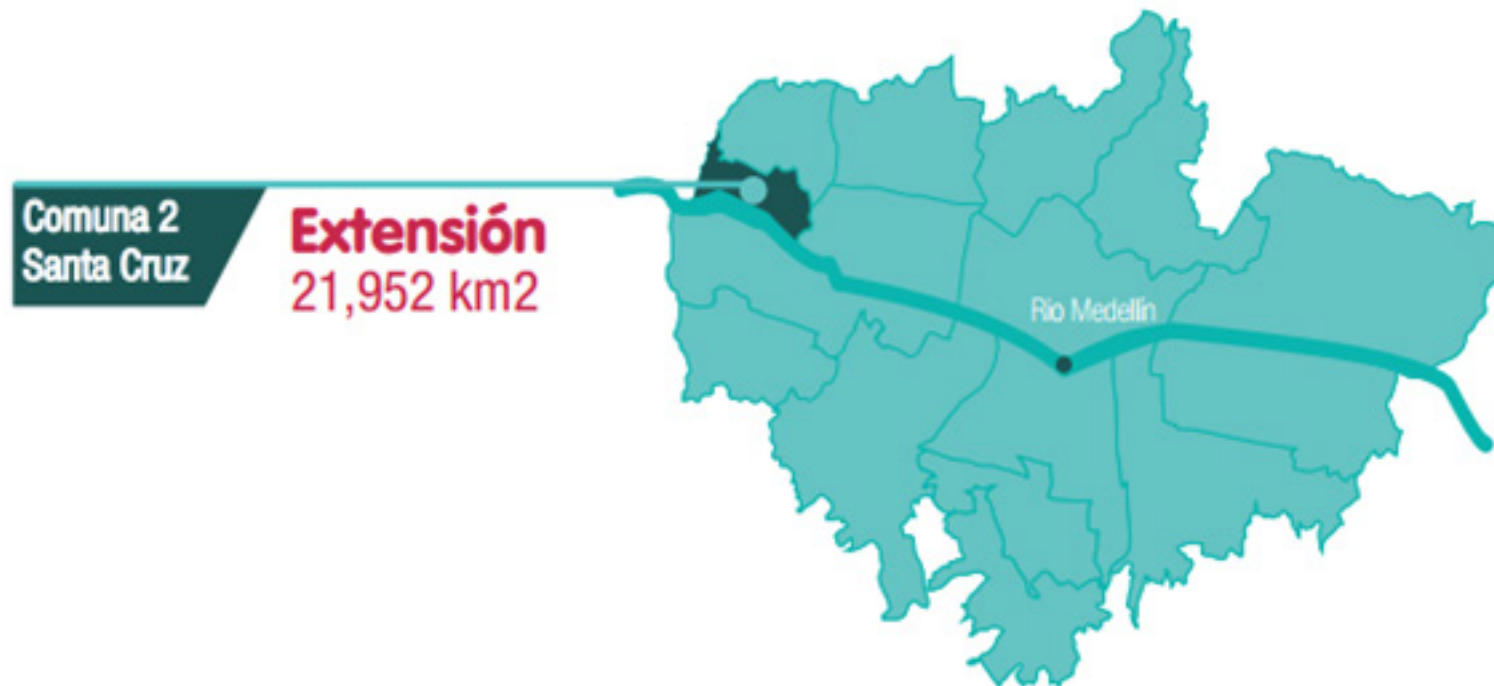 Comuna 2
Santa Cruz
Extensión
21,952 km2
Río Medellín